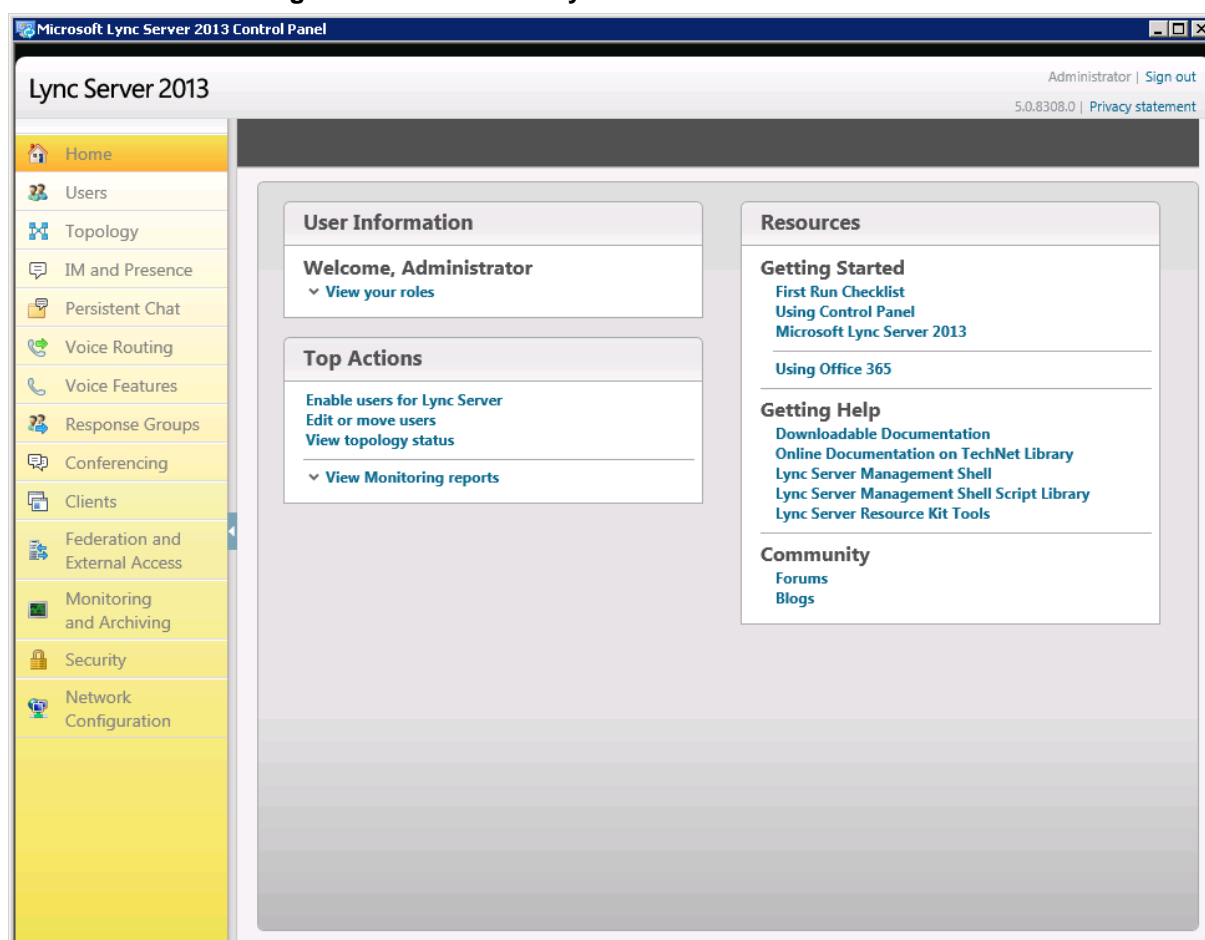 Microsoft Lync Server 2013 Control Panel
Lync Server 2013
Administrator | Sign out
5.0.8308.0 | Privacy statement
Home
Users
Topology
IM and Presence
Persistent Chat
Voice Routing
Voice Features
Response Groups
Conferencing
Clients
Federation and
External Access
Monitoring
and Archiving
Security
Network
Configuration
User Information
Welcome, Administrator
View your roles
Top Actions
Enable users for Lync Server
Edit or move users
View topology status
View Monitoring reports
Resources
Getting Started
First Run Checklist
Using Control Panel
Microsoft Lync Server 2013
Using Office 365
Getting Help
Downloadable Documentation
Online Documentation on TechNet Library
Lync Server Management Shell
Lync Server Management Shell Script Library
Lync Server Resource Kit Tools
Community
Forums
Blogs